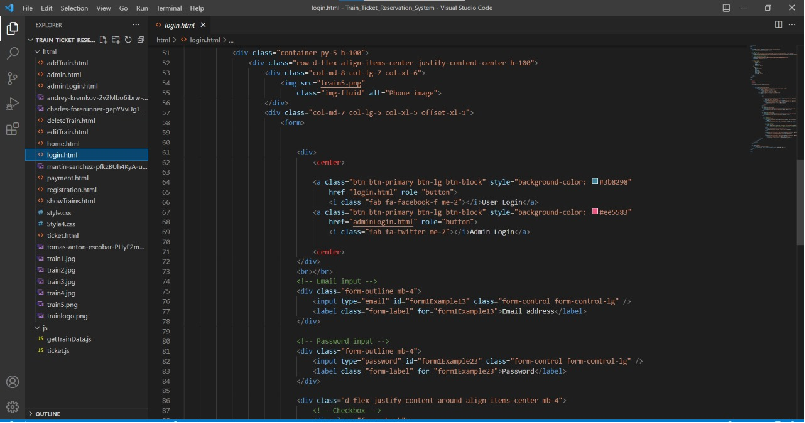 File Edit Selection View Go Run Terminal Help
login.html - Train_Ticket_Reservation_System - Visual Studio Code
EXPLORER
TRAIN TICKET RESE...
html
addTrain.html
admin.html
adminLogin.html
deleteTrain.html
editTrain.html
home.html
login.html
payment.html
registration.html
showTrains.html
style.css
ticket.html
train1.jpg
train2.jpg
train3.jpg
train4.jpg
train5.png
trainlogo.png
js
getTrainData.js
ticket.js
OUTLINE
login.html
html > login.html > ...
51 <div class="container py-5 h-100">
52 <div class="row d-flex align-items-center justify-content-center h-100">
53 <div class="col-md-8 col-lg-7 col-xl-6">
54 <img src="train5.png"
55 class="img-fluid" alt="Phone image">
56 </div>
57 <div class="col-md-7 col-lg-5 col-xl-5 offset-xl-1">
58 <form>
59
60
61 <div>
62 <center>
63
64 <a class="btn btn-primary btn-lg btn-block" style="background-color:
65 href="login.html" role="button">
66 <i class="fab fa-facebook-f me-2"></i>User Login</a>
67 <a class="btn btn-primary btn-lg btn-block" style="background-color:
68 href="adminLogin.html" role="button">
69 <i class="fab fa-twitter me-2"></i>Admin Login</a>
70
71 <center>
72 </div>
73 <br></br>
74 <!-- Email input -->
75 <div class="form-outline mb-4">
76 <input type="email" id="form1Example13" class="form-control form-control-lg" />
77 <label class="form-label" for="form1Example13">Email address</label>
78 </div>
79
80 <!-- Password input -->
81 <div class="form-outline mb-4">
82 <input type="password" id="form1Example23" class="form-control form-control-lg" />
83 <label class="form-label" for="form1Example23">Password</label>
84 </div>
85
86 <div class="d-flex justify-content-around align-items-center mb-4">
87 <!-- Checkbox -->